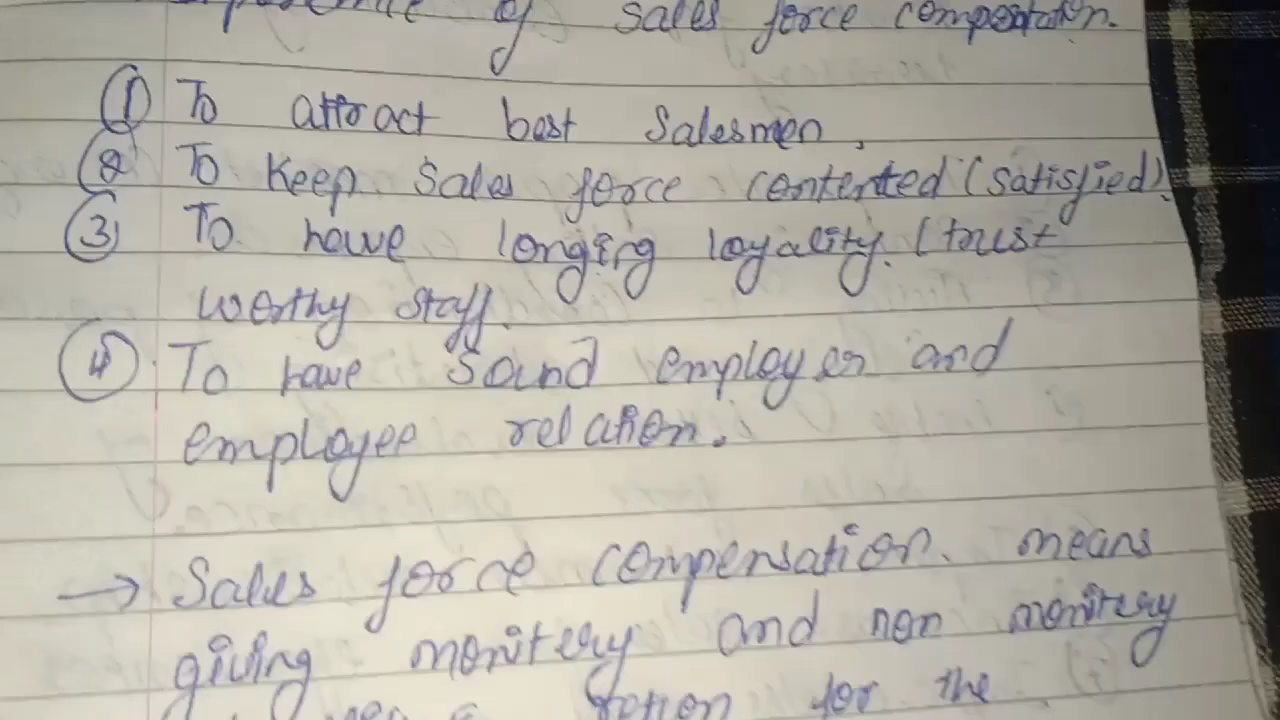 of sales force compensation.
① To attract best Salesmen,
② To Keep Sales force contented (satisfied)
③ To have longing loyality. (trust
worthy staff.
④ To have Sound employer and
employee relation.
→ Sales force compensation. means
giving monitery and non monitery
for the